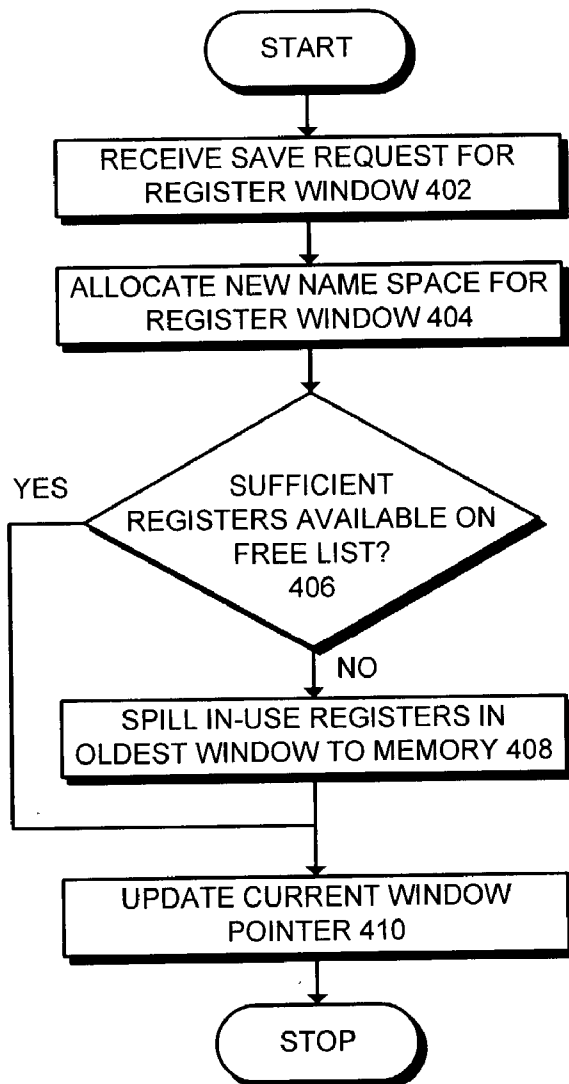 START
RECEIVE SAVE REQUEST FOR
REGISTER WINDOW 402
ALLOCATE NEW NAME SPACE FOR
REGISTER WINDOW 404
YES
SUFFICIENT
REGISTERS AVAILABLE ON
FREE LIST?
406
NO
SPILL IN-USE REGISTERS IN
OLDEST WINDOW TO MEMORY 408
UPDATE CURRENT WINDOW
POINTER 410
STOP